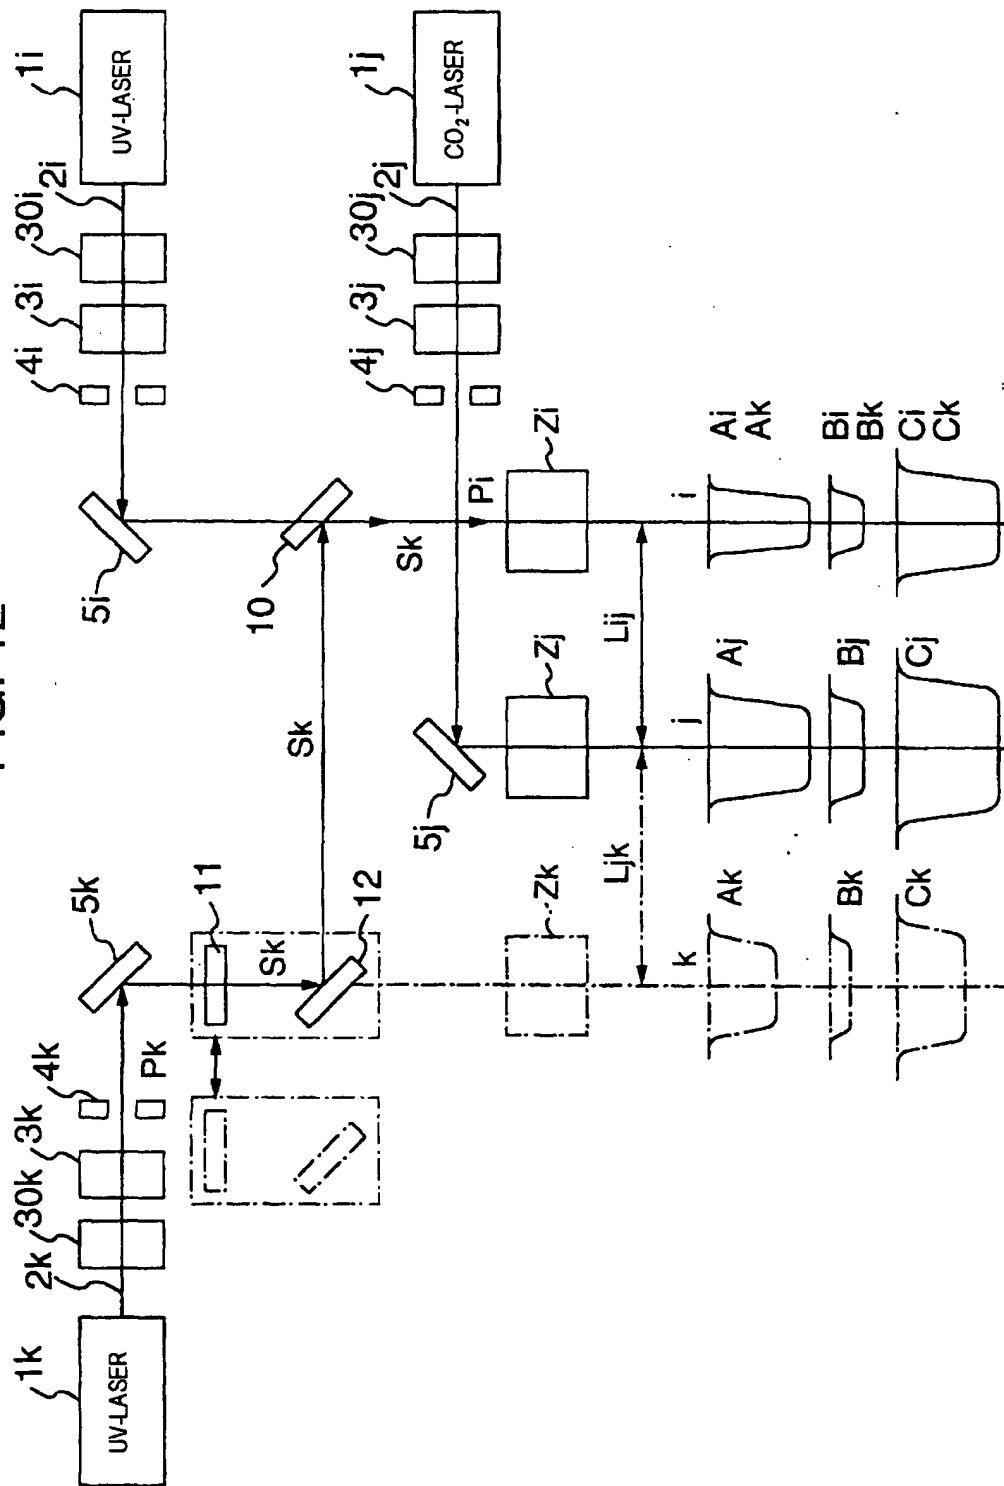 1i
UV-LASER
2i
30i
3i
4i
5i
1j
CO₂-LASER
2j
30j
3j
4j
5j
10
Sk
Pi
Zi
Sk
Zj
5k
11
Sk
12
Zk
4k
Pk
3k
30k
2k
1k
UV-LASER
Lij
Ljk
i
Ai
Ak
Bi
Bk
Ci
Ck
j
Aj
Bj
Cj
k
Ak
Bk
Ck